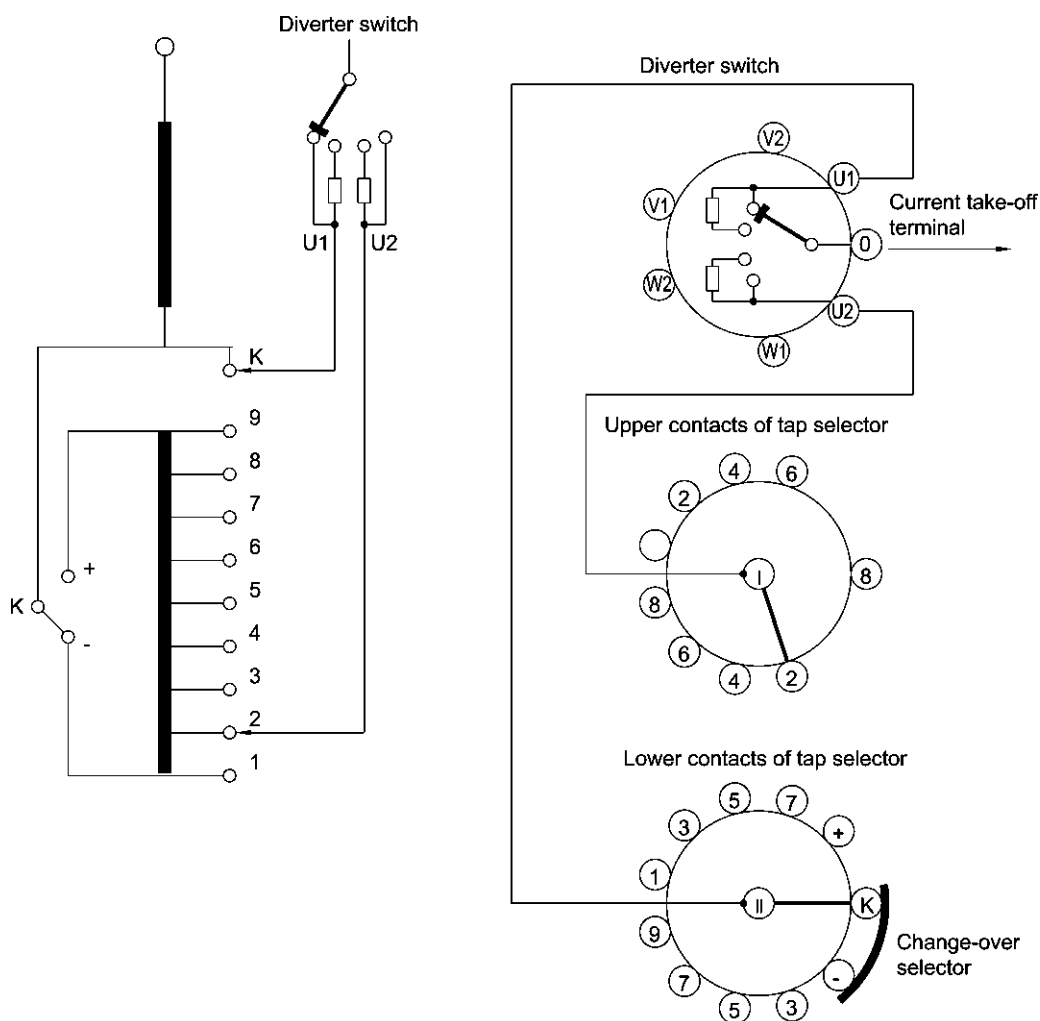 Diverter switch
U1
U2
K
9
8
7
6
5
4
3
2
1
+
K
-
Diverter switch
V2
U1
V1
0
W2
U2
W1
Current take-off
terminal
Upper contacts of tap selector
4
6
2
I
8
8
6
4
2
Lower contacts of tap selector
5
7
3
+
1
II
K
9
-
7
5
3
Change-over
selector